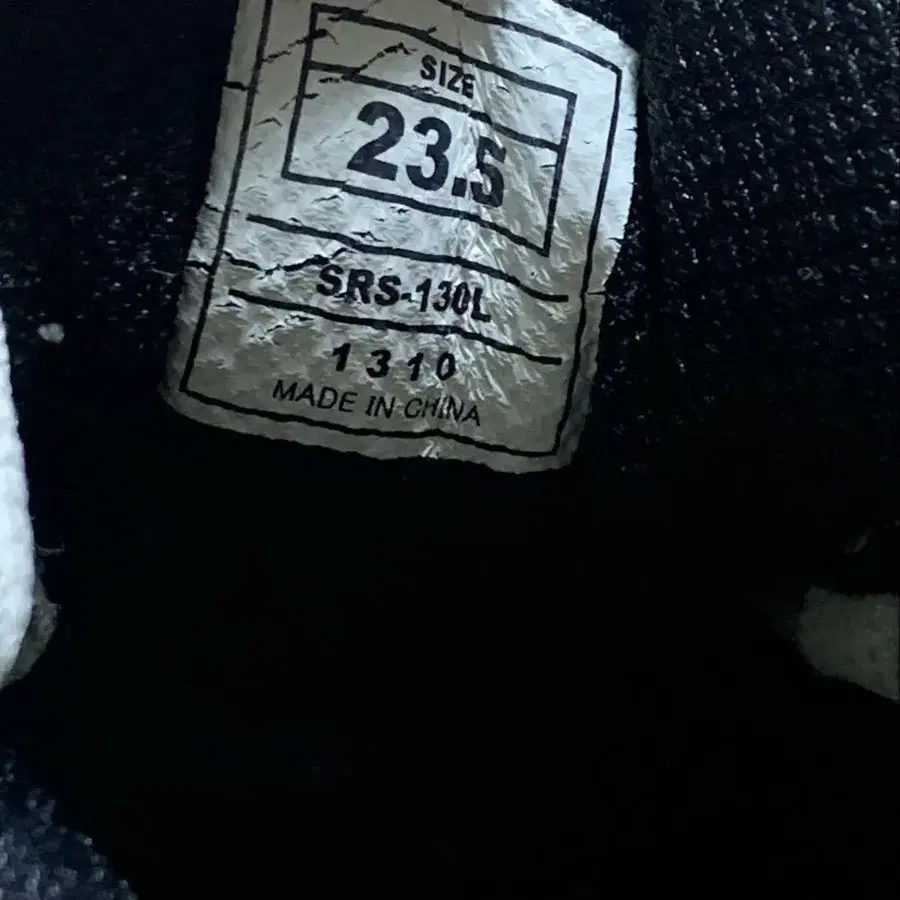 SIZE
23.5
SRS-130L
1310
MADE IN CHINA